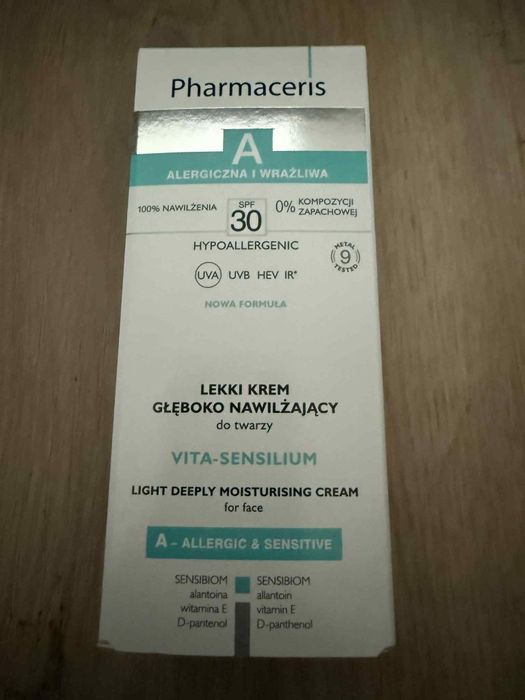 Pharmaceris
A
ALERGICZNA I WRAŻLIWA
100% NAWILŻENIA
SPF
30
0% KOMPOZYCJI
ZAPACHOWEJ
HYPOALLERGENIC
METAL
9
TESTED
UVA UVB HEV IR*
NOWA FORMUŁA
LEKKI KREM
GŁĘBOKO NAWILŻAJĄCY
do twarzy
VITA-SENSILIUM
LIGHT DEEPLY MOISTURISING CREAM
for face
A – ALLERGIC & SENSITIVE
SENSIBIOM
alantoina
witamina E
D-pantenol
SENSIBIOM
allantoin
vitamin E
D-panthenol